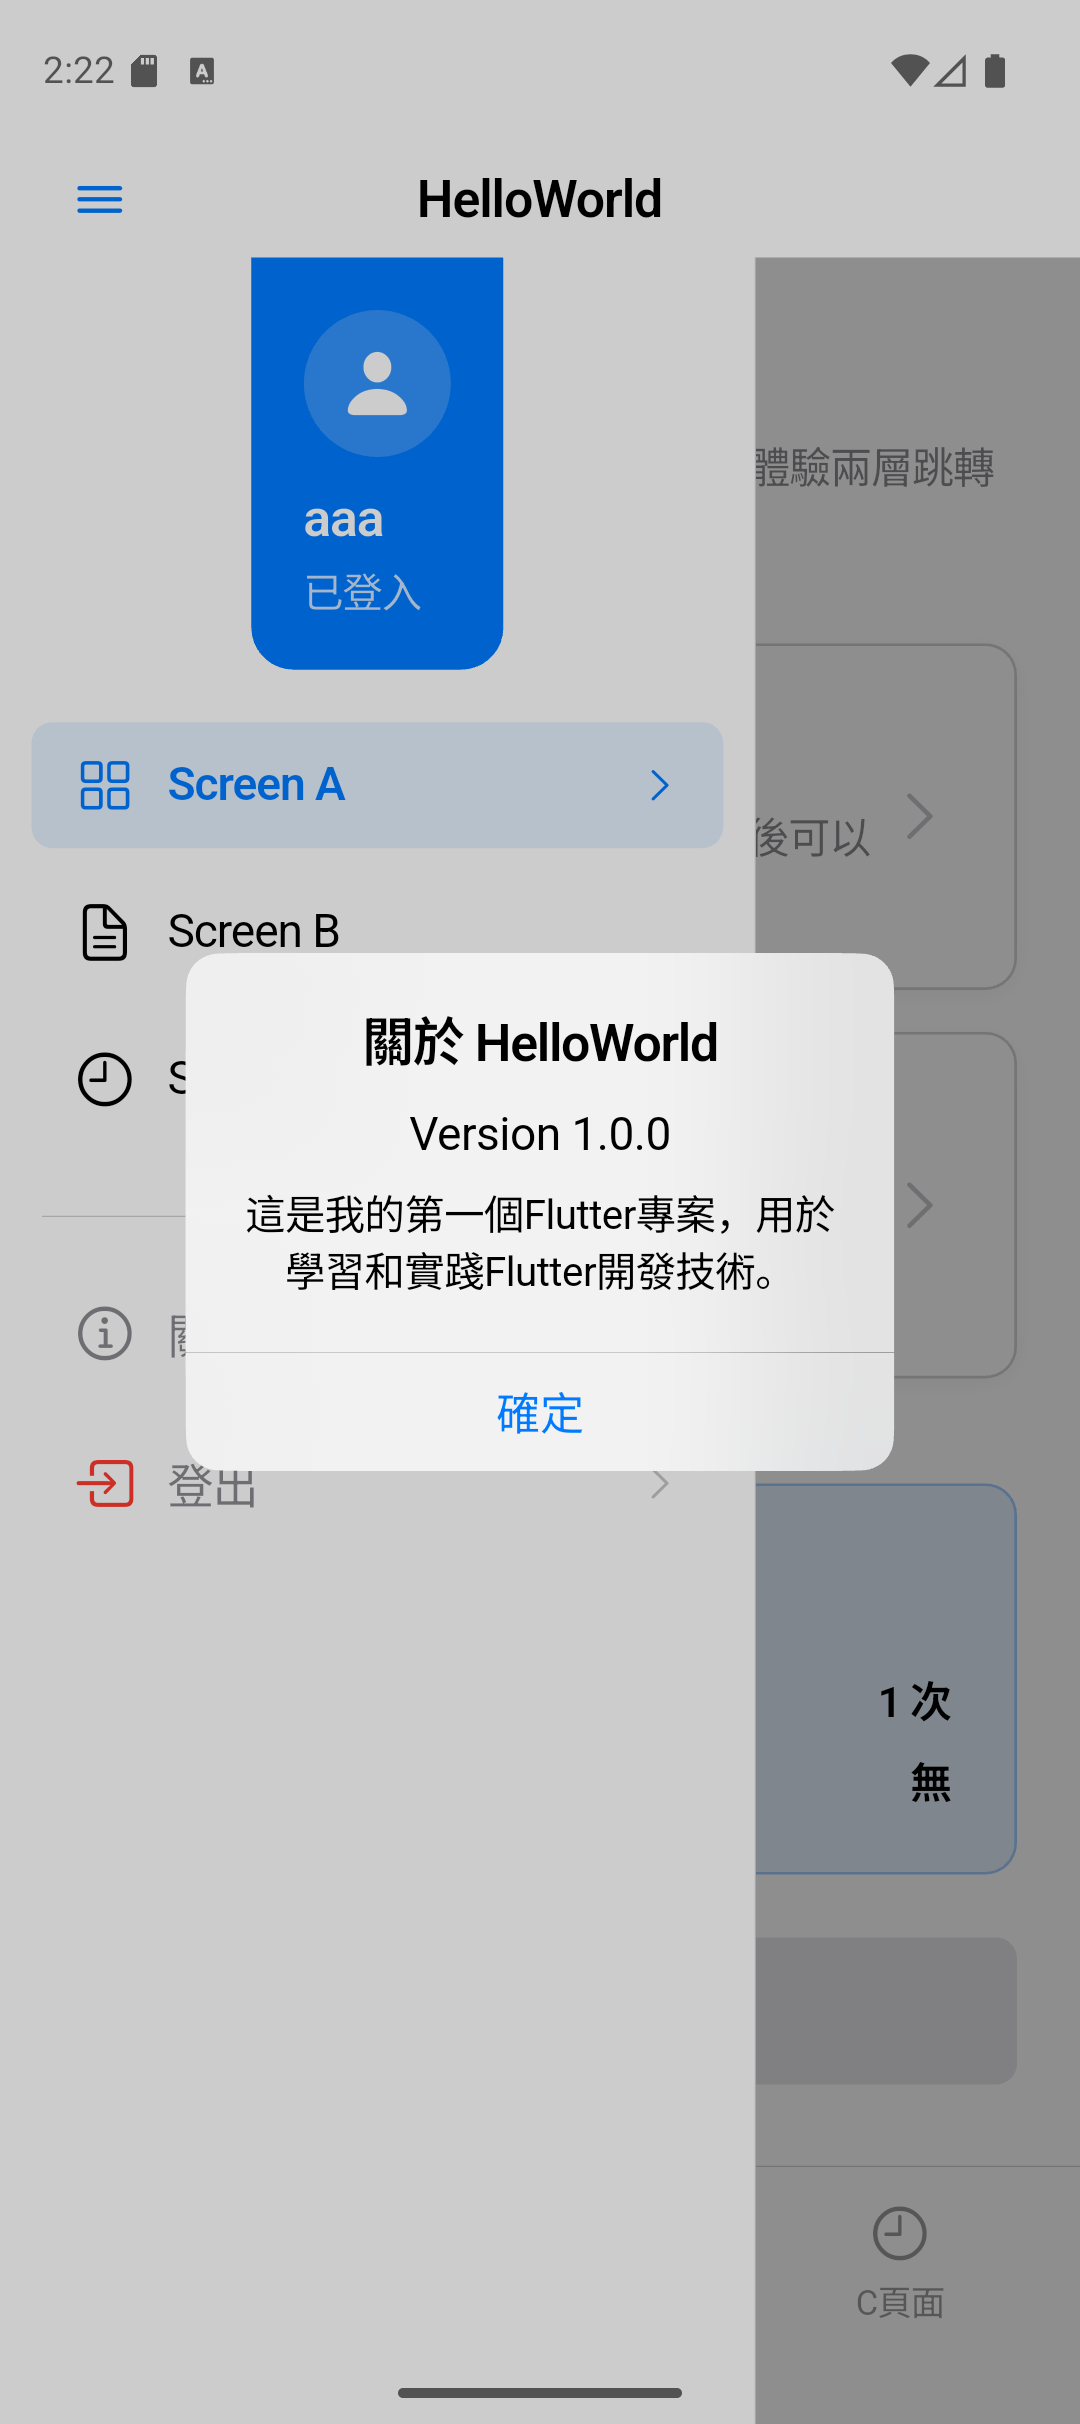 2:22
HelloWorld
aaa
已登入
體驗兩層跳轉
Screen A
後可以
Screen B
關於 HelloWorld
Version 1.0.0
這是我的第一個Flutter專案，用於
學習和實踐Flutter開發技術。
確定
登出
1 次
無
C頁面